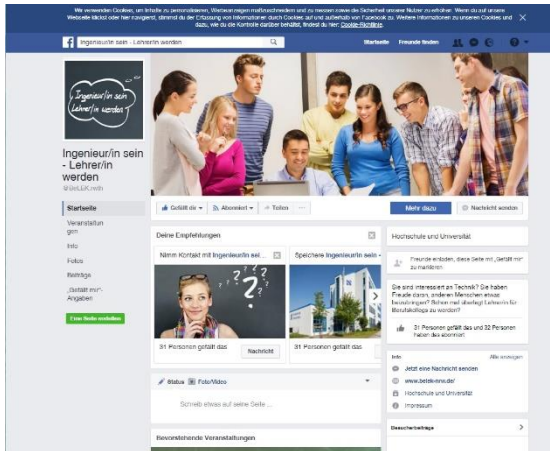 Wir verwenden Cookies, um Inhalte zu personalisieren, Werbeanzeigen maßzuschneidern und zu messen sowie die Sicherheit unserer Nutzer zu erhöhen. Wenn du auf unsere
Webseite klickst oder hier navigierst, stimmst du der Erfassung von Informationen durch Cookies auf und außerhalb von Facebook zu. Weitere Informationen zu unseren Cookies und
dazu, wie du die Kontrolle darüber behältst, findest du hier: Cookie-Richtlinie.
Ingenieur/in sein - Lehrer/in werden
Startseite Freunde finden
Ingenieur/in sein
Lehrer/in werden
Ingenieur/in sein
- Lehrer/in
werden
Startseite
Veranstaltun
gen
Info
Fotos
Beiträge
„Gefällt mir“-
Angaben
Eine Seite erstellen
Gefällt dir Abonniert Teilen ...
Mehr dazu
Nachricht senden
Deine Empfehlungen
Nimm Kontakt mit Ingenieur/in sei...
31 Personen gefällt das
Nachricht
Speichere Ingenieur/in sein -
31 Personen gefällt das
Status Foto/Video
Schreib etwas auf seine Seite ...
Bevorstehende Veranstaltungen
Hochschule und Universität
Freunde einladen, diese Seite mit „Gefällt mir“
zu markieren
Sie sind interessiert an Technik? Sie haben
Freude daran, anderen Menschen etwas
beizubringen? Schon mal überlegt Lehrer/in für
Berufskollegs zu werden?
31 Personen gefällt das und 32 Personen
haben das abonniert
Info
Alle anzeigen
Jetzt eine Nachricht senden
Hochschule und Universität
Impressum
Besucherbeiträge